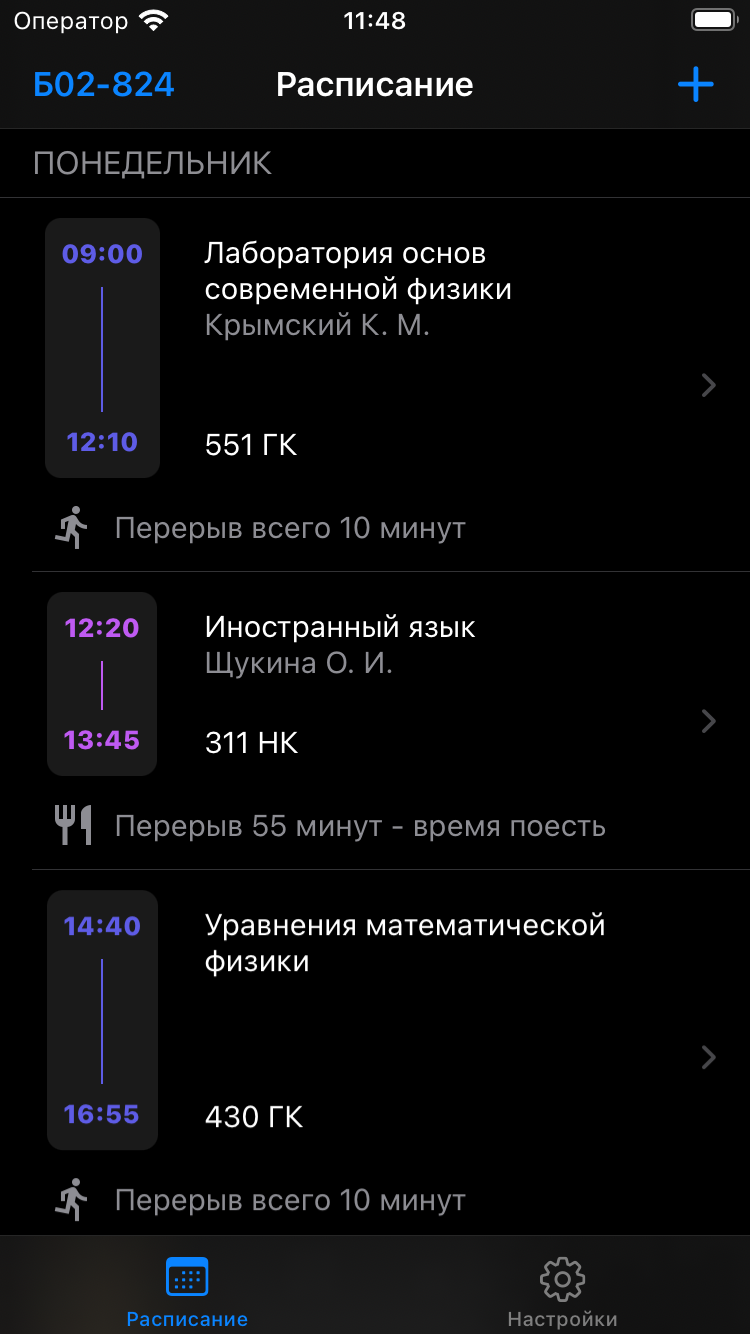 Оператор 11:48
Б02-824 Расписание
ПОНЕДЕЛЬНИК
09:00
Лаборатория основ
современной физики
Крымский К. М.
12:10
551 ГК
Перерыв всего 10 минут
12:20
Иностранный язык
Щукина О. И.
13:45
311 НК
Перерыв 55 минут - время поесть
14:40
Уравнения математической
физики
16:55
430 ГК
Перерыв всего 10 минут
Расписание Настройки